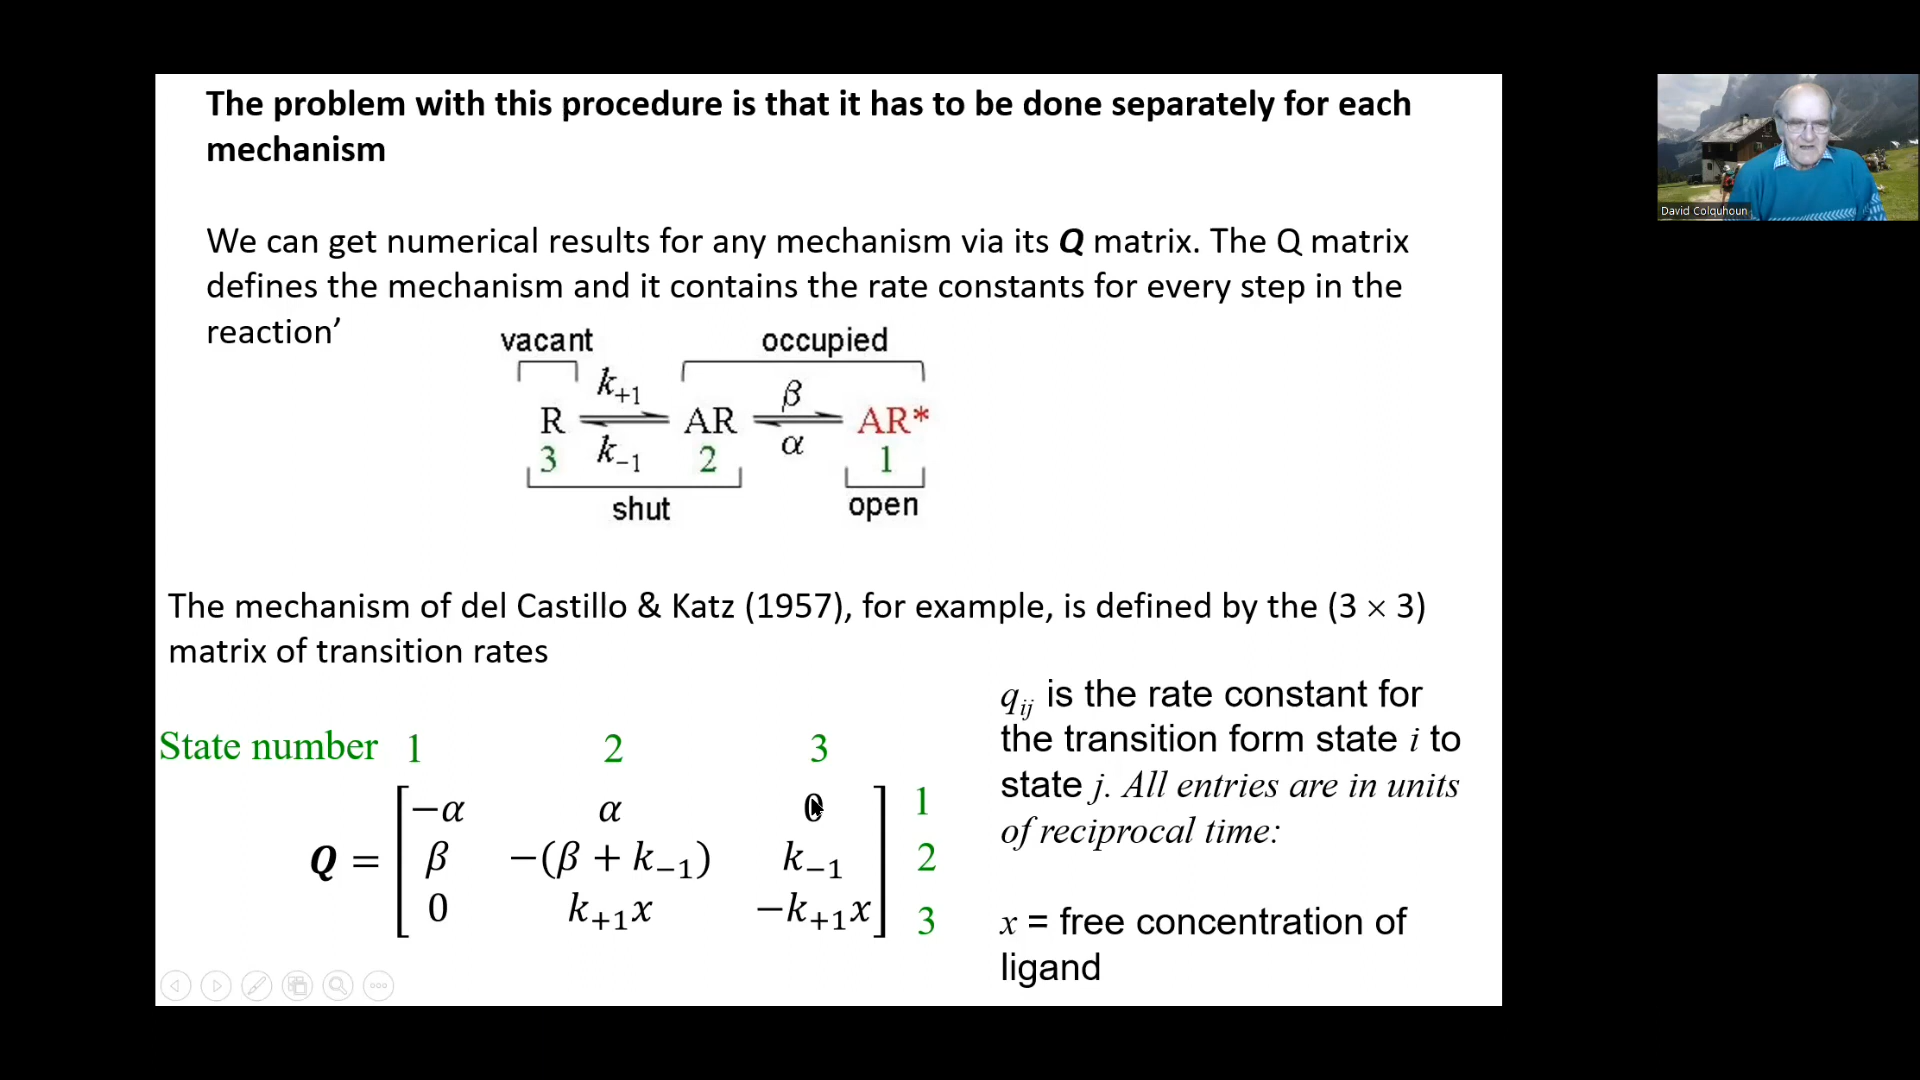 The problem with this procedure is that it has to be done separately for each
mechanism
We can get numerical results for any mechanism via its Q matrix. The Q matrix
defines the mechanism and it contains the rate constants for every step in the
reaction’
vacant occupied
k₊₁ β
R ⇌ AR ⇌ AR*
k₋₁ α
3 2 1
shut open
The mechanism of del Castillo & Katz (1957), for example, is defined by the (3 × 3)
matrix of transition rates
State number 1 2 3
−α α 0 1
Q = β −(β + k₋₁) k₋₁ 2
0 k₊₁x −k₊₁x 3
qᵢⱼ is the rate constant for
the transition form state i to
state j. All entries are in units
of reciprocal time:
x = free concentration of
ligand
David Colquhoun